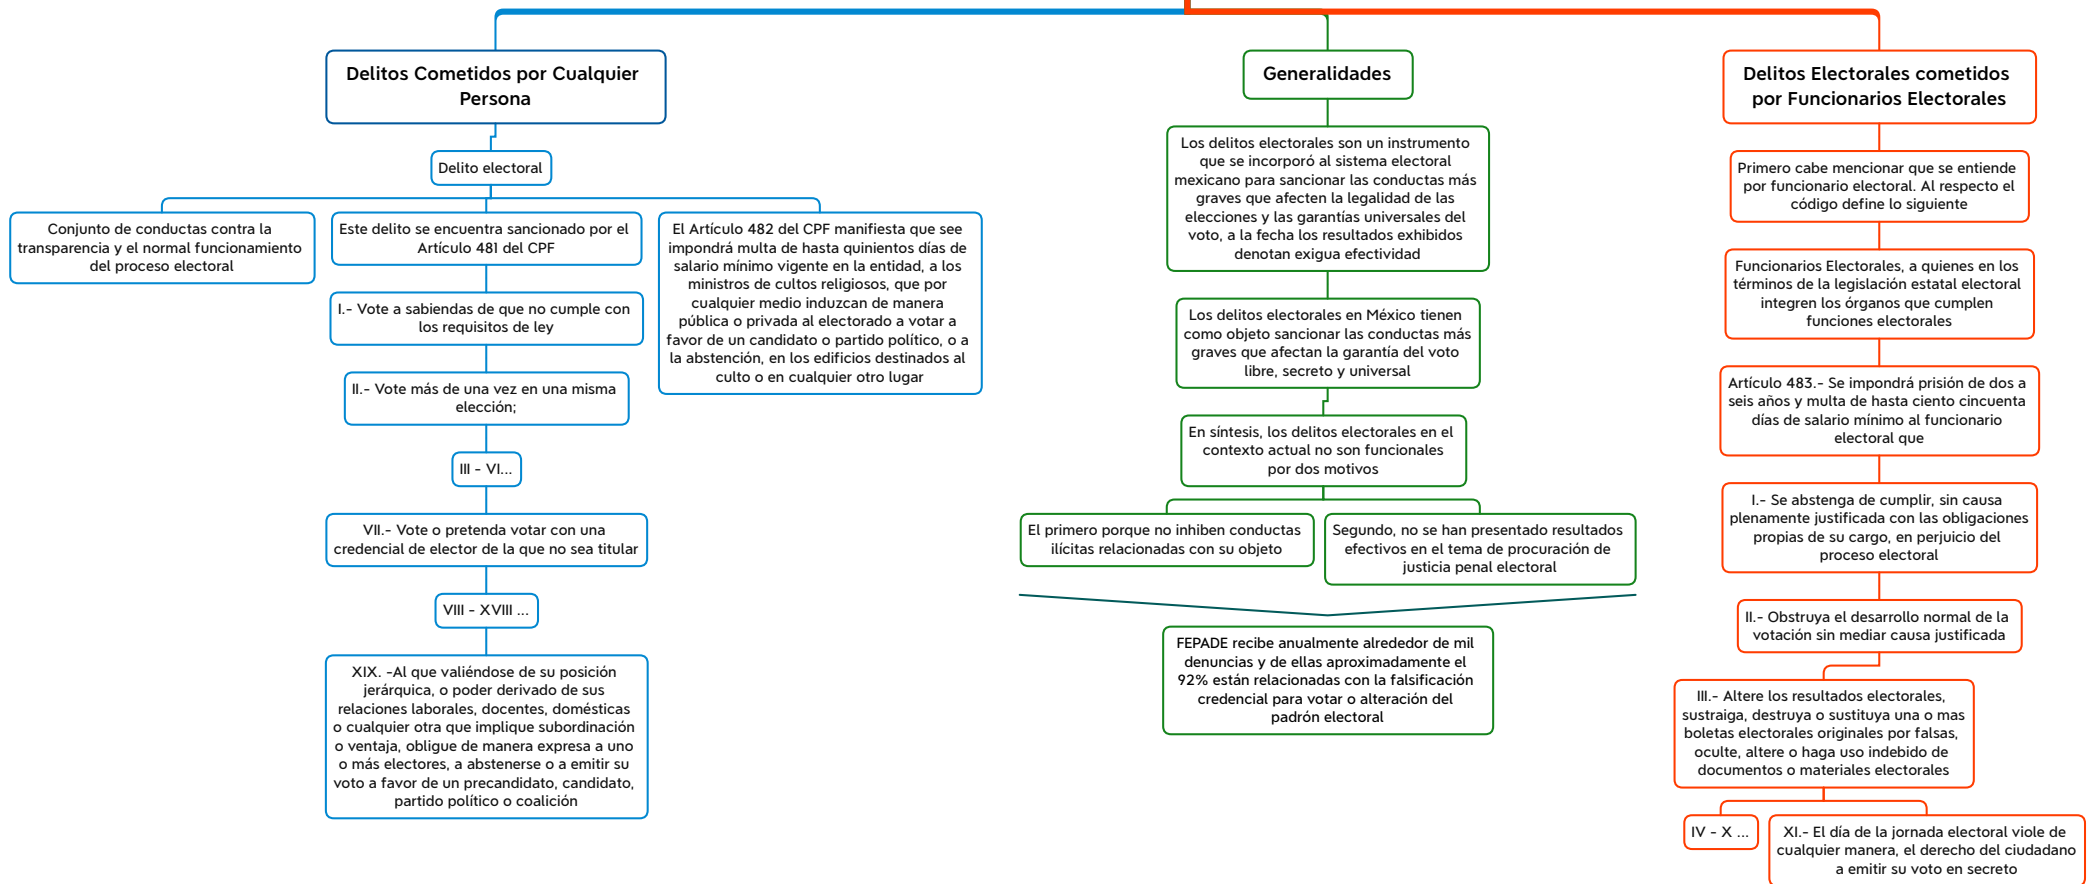 Delitos Cometidos por Cualquier
Persona
Delito electoral
Conjunto de conductas contra la
transparencia y el normal funcionamiento
del proceso electoral
Este delito se encuentra sancionado por el
Artículo 481 del CPF
I.- Vote a sabiendas de que no cumple con
los requisitos de ley
II.- Vote más de una vez en una misma
elección;
III - VI...
VII.- Vote o pretenda votar con una
credencial de elector de la que no sea titular
VIII - XVIII ...
XIX. -Al que valiéndose de su posición
jerárquica, o poder derivado de sus
relaciones laborales, docentes, domésticas
o cualquier otra que implique subordinación
o ventaja, obligue de manera expresa a uno
o más electores, a abstenerse o a emitir su
voto a favor de un precandidato, candidato,
partido político o coalición
El Artículo 482 del CPF manifiesta que see
impondrá multa de hasta quinientos días de
salario mínimo vigente en la entidad, a los
ministros de cultos religiosos, que por
cualquier medio induzcan de manera
pública o privada al electorado a votar a
favor de un candidato o partido político, o a
la abstención, en los edificios destinados al
culto o en cualquier otro lugar
Generalidades
Los delitos electorales son un instrumento
que se incorporó al sistema electoral
mexicano para sancionar las conductas más
graves que afecten la legalidad de las
elecciones y las garantías universales del
voto, a la fecha los resultados exhibidos
denotan exigua efectividad
Los delitos electorales en México tienen
como objeto sancionar las conductas más
graves que afectan la garantía del voto
libre, secreto y universal
En síntesis, los delitos electorales en el
contexto actual no son funcionales
por dos motivos
El primero porque no inhiben conductas
ilícitas relacionadas con su objeto
Segundo, no se han presentado resultados
efectivos en el tema de procuración de
justicia penal electoral
FEPADE recibe anualmente alrededor de mil
denuncias y de ellas aproximadamente el
92% están relacionadas con la falsificación
credencial para votar o alteración del
padrón electoral
Delitos Electorales cometidos
por Funcionarios Electorales
Primero cabe mencionar que se entiende
por funcionario electoral. Al respecto el
código define lo siguiente
Funcionarios Electorales, a quienes en los
términos de la legislación estatal electoral
integren los órganos que cumplen
funciones electorales
Artículo 483.- Se impondrá prisión de dos a
seis años y multa de hasta ciento cincuenta
días de salario mínimo al funcionario
electoral que
I.- Se abstenga de cumplir, sin causa
plenamente justificada con las obligaciones
propias de su cargo, en perjuicio del
proceso electoral
II.- Obstruya el desarrollo normal de la
votación sin mediar causa justificada
III.- Altere los resultados electorales,
sustraiga, destruya o sustituya una o mas
boletas electorales originales por falsas,
oculte, altere o haga uso indebido de
documentos o materiales electorales
IV - X ...
XI.- El día de la jornada electoral viole de
cualquier manera, el derecho del ciudadano
a emitir su voto en secreto